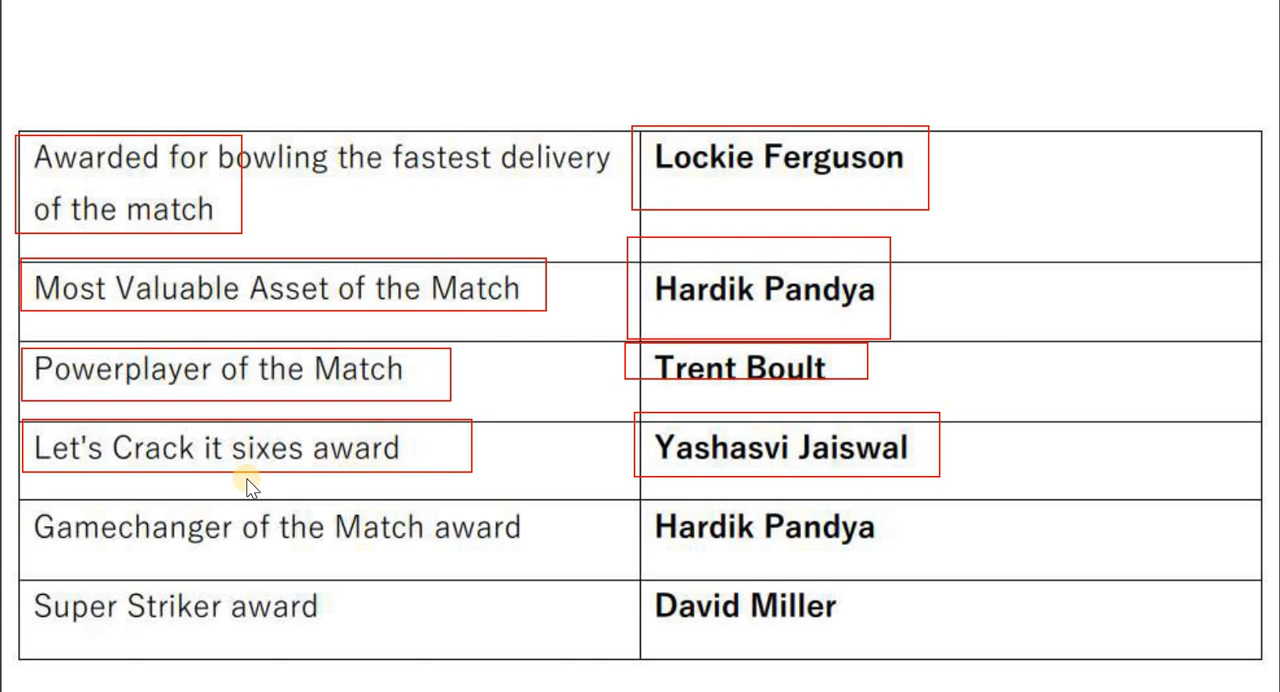 Awarded for bowling the fastest delivery
of the match
Lockie Ferguson
Most Valuable Asset of the Match
Hardik Pandya
Powerplayer of the Match
Trent Boult
Let's Crack it sixes award
Yashasvi Jaiswal
Gamechanger of the Match award
Hardik Pandya
Super Striker award
David Miller